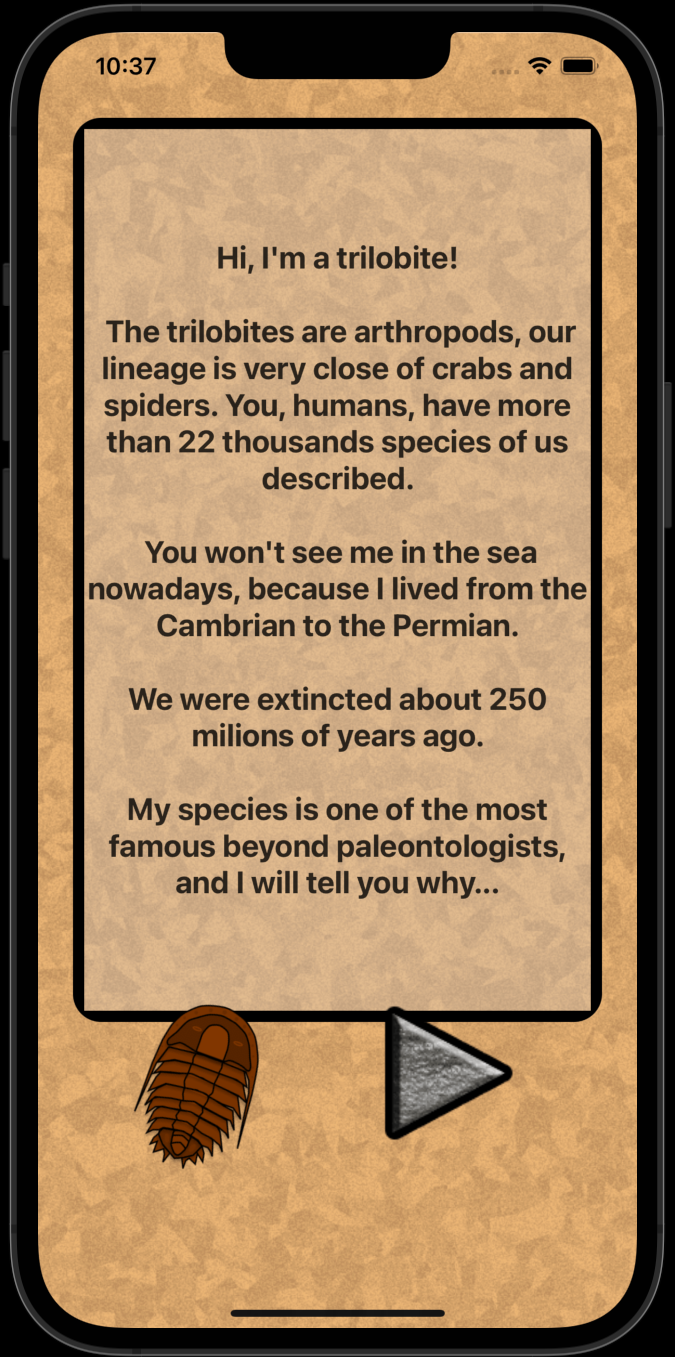 10:37
Hi, I'm a trilobite!
The trilobites are arthropods, our
lineage is very close of crabs and
spiders. You, humans, have more
than 22 thousands species of us
described.
You won't see me in the sea
nowadays, because I lived from the
Cambrian to the Permian.
We were extincted about 250
milions of years ago.
My species is one of the most
famous beyond paleontologists,
and I will tell you why...